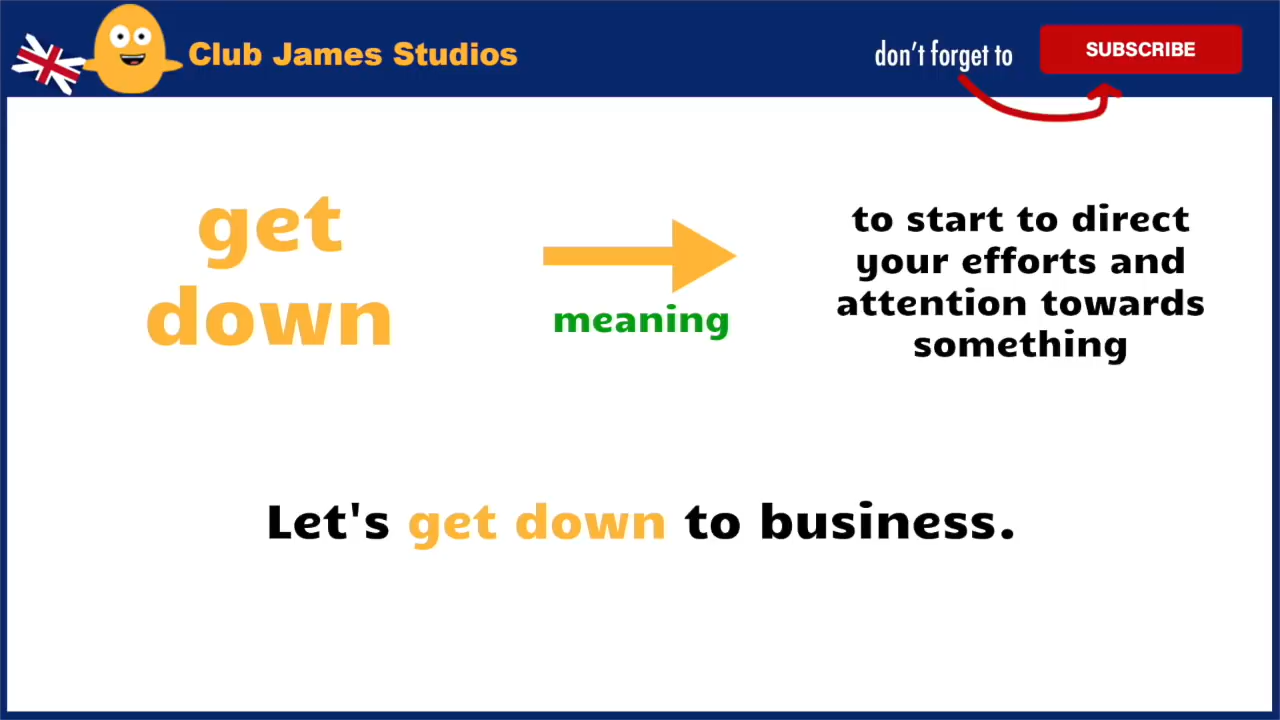 Club James Studios
don't forget to
SUBSCRIBE
get
down
meaning
to start to direct
your efforts and
attention towards
something
Let's get down to business.